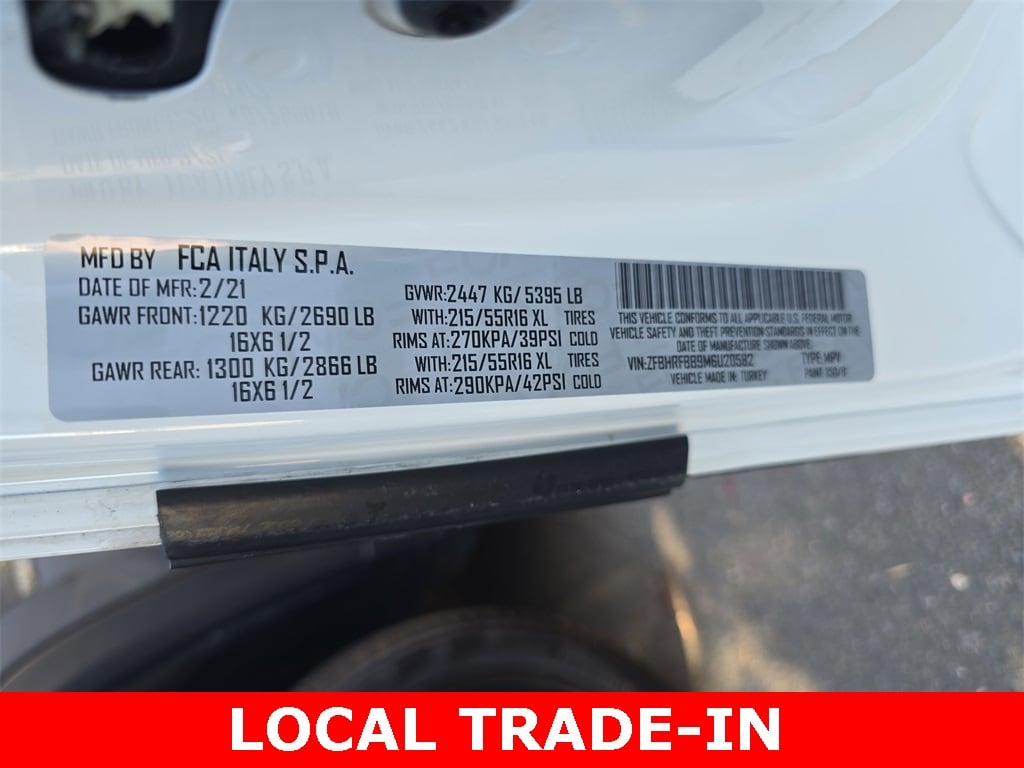 MFD BY FCA ITALY S.P.A.
DATE OF MFR:2/21
GAWR FRONT:1220 KG/2690 LB
16X6 1/2
GAWR REAR: 1300 KG/2866 LB
16X6 1/2
GVWR:2447 KG/5395 LB
WITH:215/55R16 XL TIRES
RIMS AT:270KPA/39PSI COLD
WITH:215/55R16 XL TIRES
RIMS AT:290KPA/42PSI COLD
THIS VEHICLE CONFORMS TO ALL APPLICABLE U.S. FEDERAL MOTOR
VEHICLE SAFETY AND THEFT PREVENTION STANDARDS IN EFFECT ON THE
DATE OF MANUFACTURE SHOWN ABOVE.
VIN:ZFBHRFBB9M6U20582 TYPE: MPV
VEHICLE MADE IN: TURKEY PAINT:
LOCAL TRADE-IN